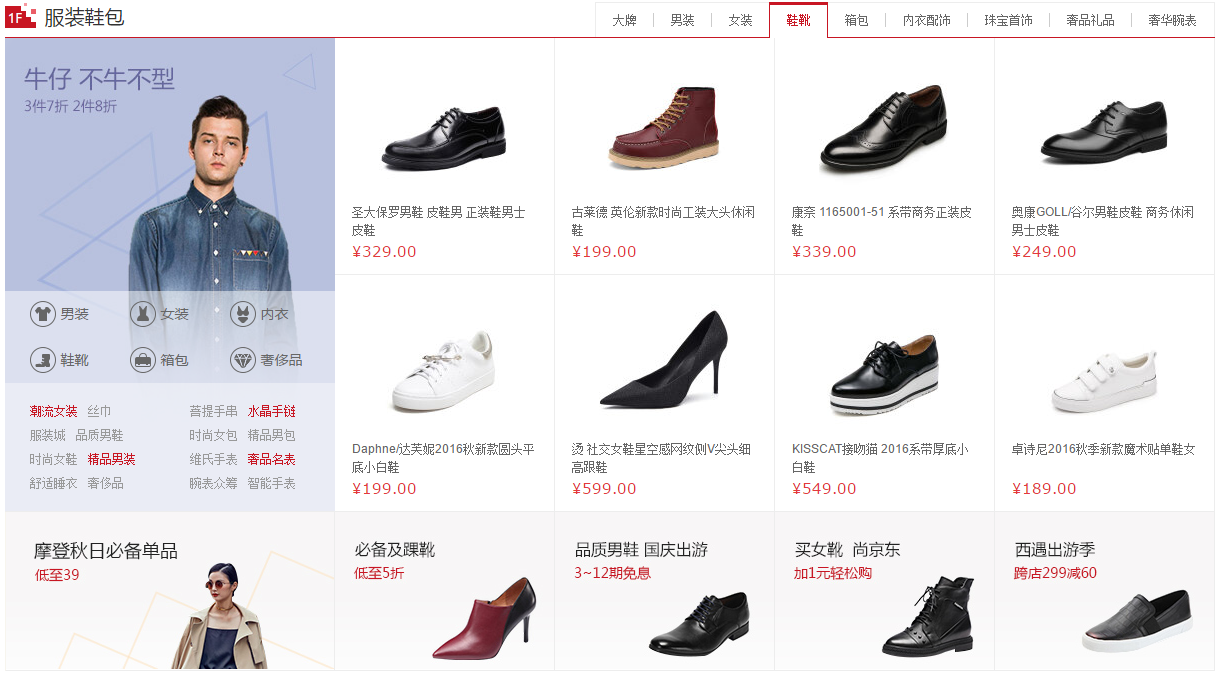 1F 服装鞋包
大牌 男装 女装 鞋靴 箱包 内衣配饰 珠宝首饰 奢品礼品 奢华腕表
牛仔 不牛不型
3件7折 2件8折
男装 女装 内衣
鞋靴 箱包 奢侈品
潮流女装 丝巾 菩提手串 水晶手链
服装城 品质男鞋 时尚女包 精品男包
时尚女鞋 精品男装 维氏手表 奢品名表
舒适睡衣 奢侈品 腕表众筹 智能手表
圣大保罗男鞋 皮鞋男 正装鞋男士
皮鞋
¥329.00
古莱德 英伦新款时尚工装大头休闲
鞋
¥199.00
康奈 1165001-51 系带商务正装皮
鞋
¥339.00
奥康GOLL/谷尔男鞋皮鞋 商务休闲
男士皮鞋
¥249.00
Daphne/达芙妮2016秋新款圆头平
底小白鞋
¥199.00
烫 社交女鞋星空感网纹侧V尖头细
高跟鞋
¥599.00
KISSCAT接吻猫 2016系带厚底小
白鞋
¥549.00
卓诗尼2016秋季新款魔术贴单鞋女
¥189.00
摩登秋日必备单品
低至39
必备及踝靴
低至5折
品质男鞋 国庆出游
3~12期免息
买女靴 尚京东
加1元轻松购
西遇出游季
跨店299减60